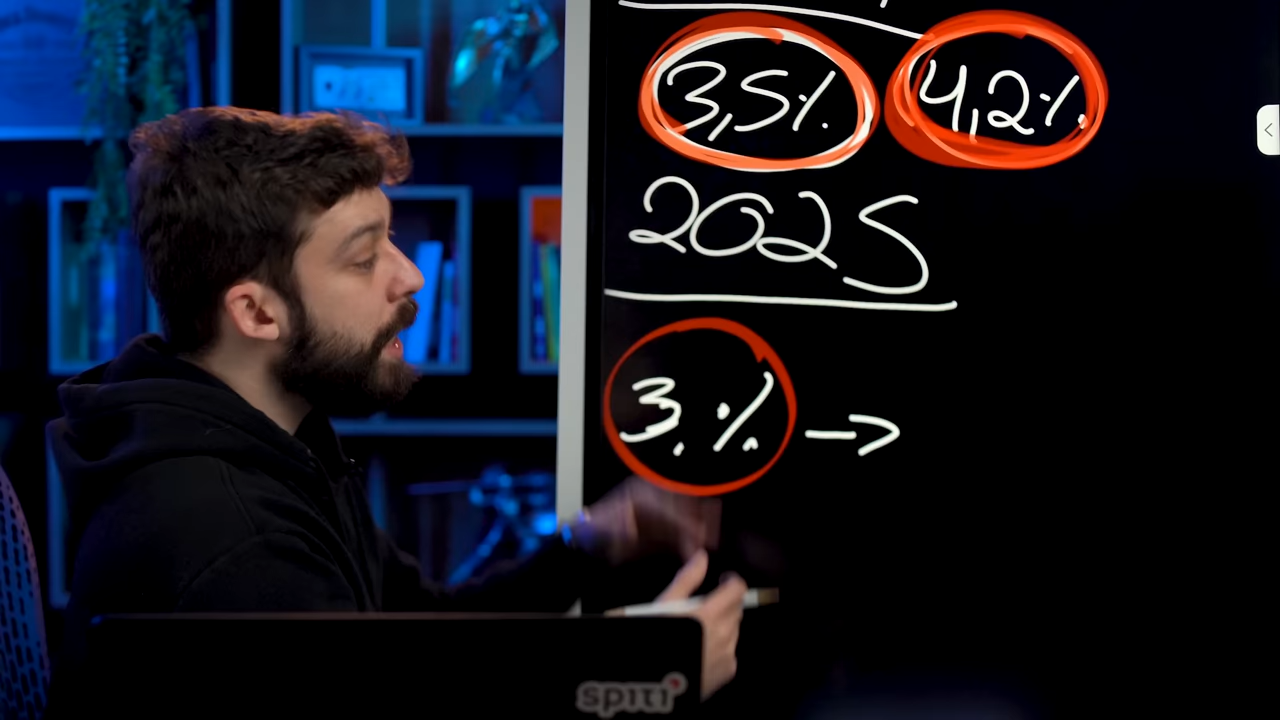 3,5% 4,2%
2025
3. % →
spiti